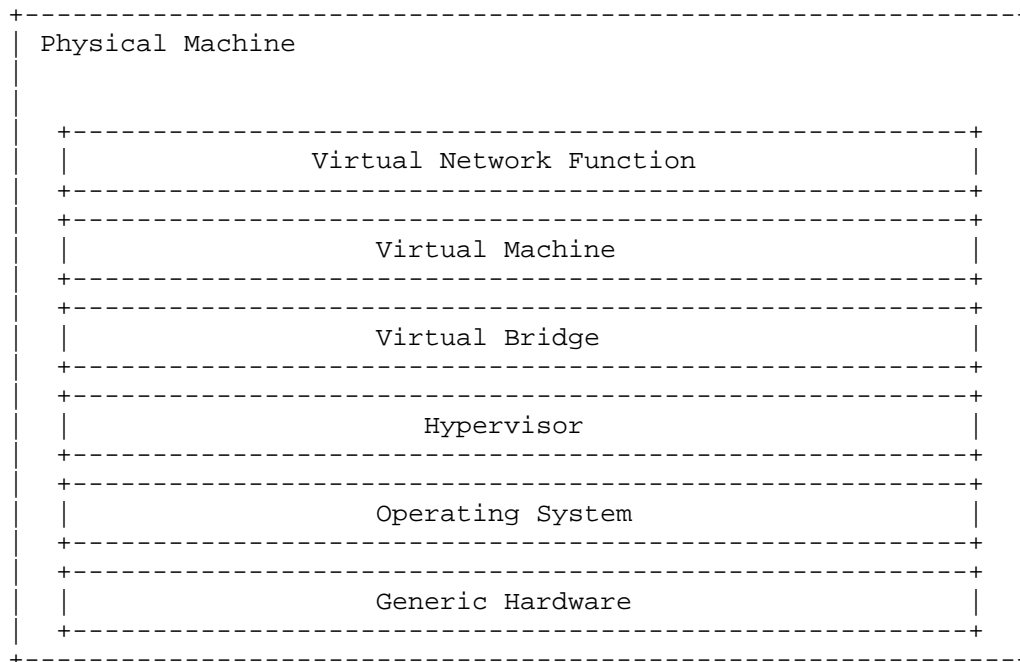 Physical Machine
Virtual Network Function
Virtual Machine
Virtual Bridge
Hypervisor
Operating System
Generic Hardware